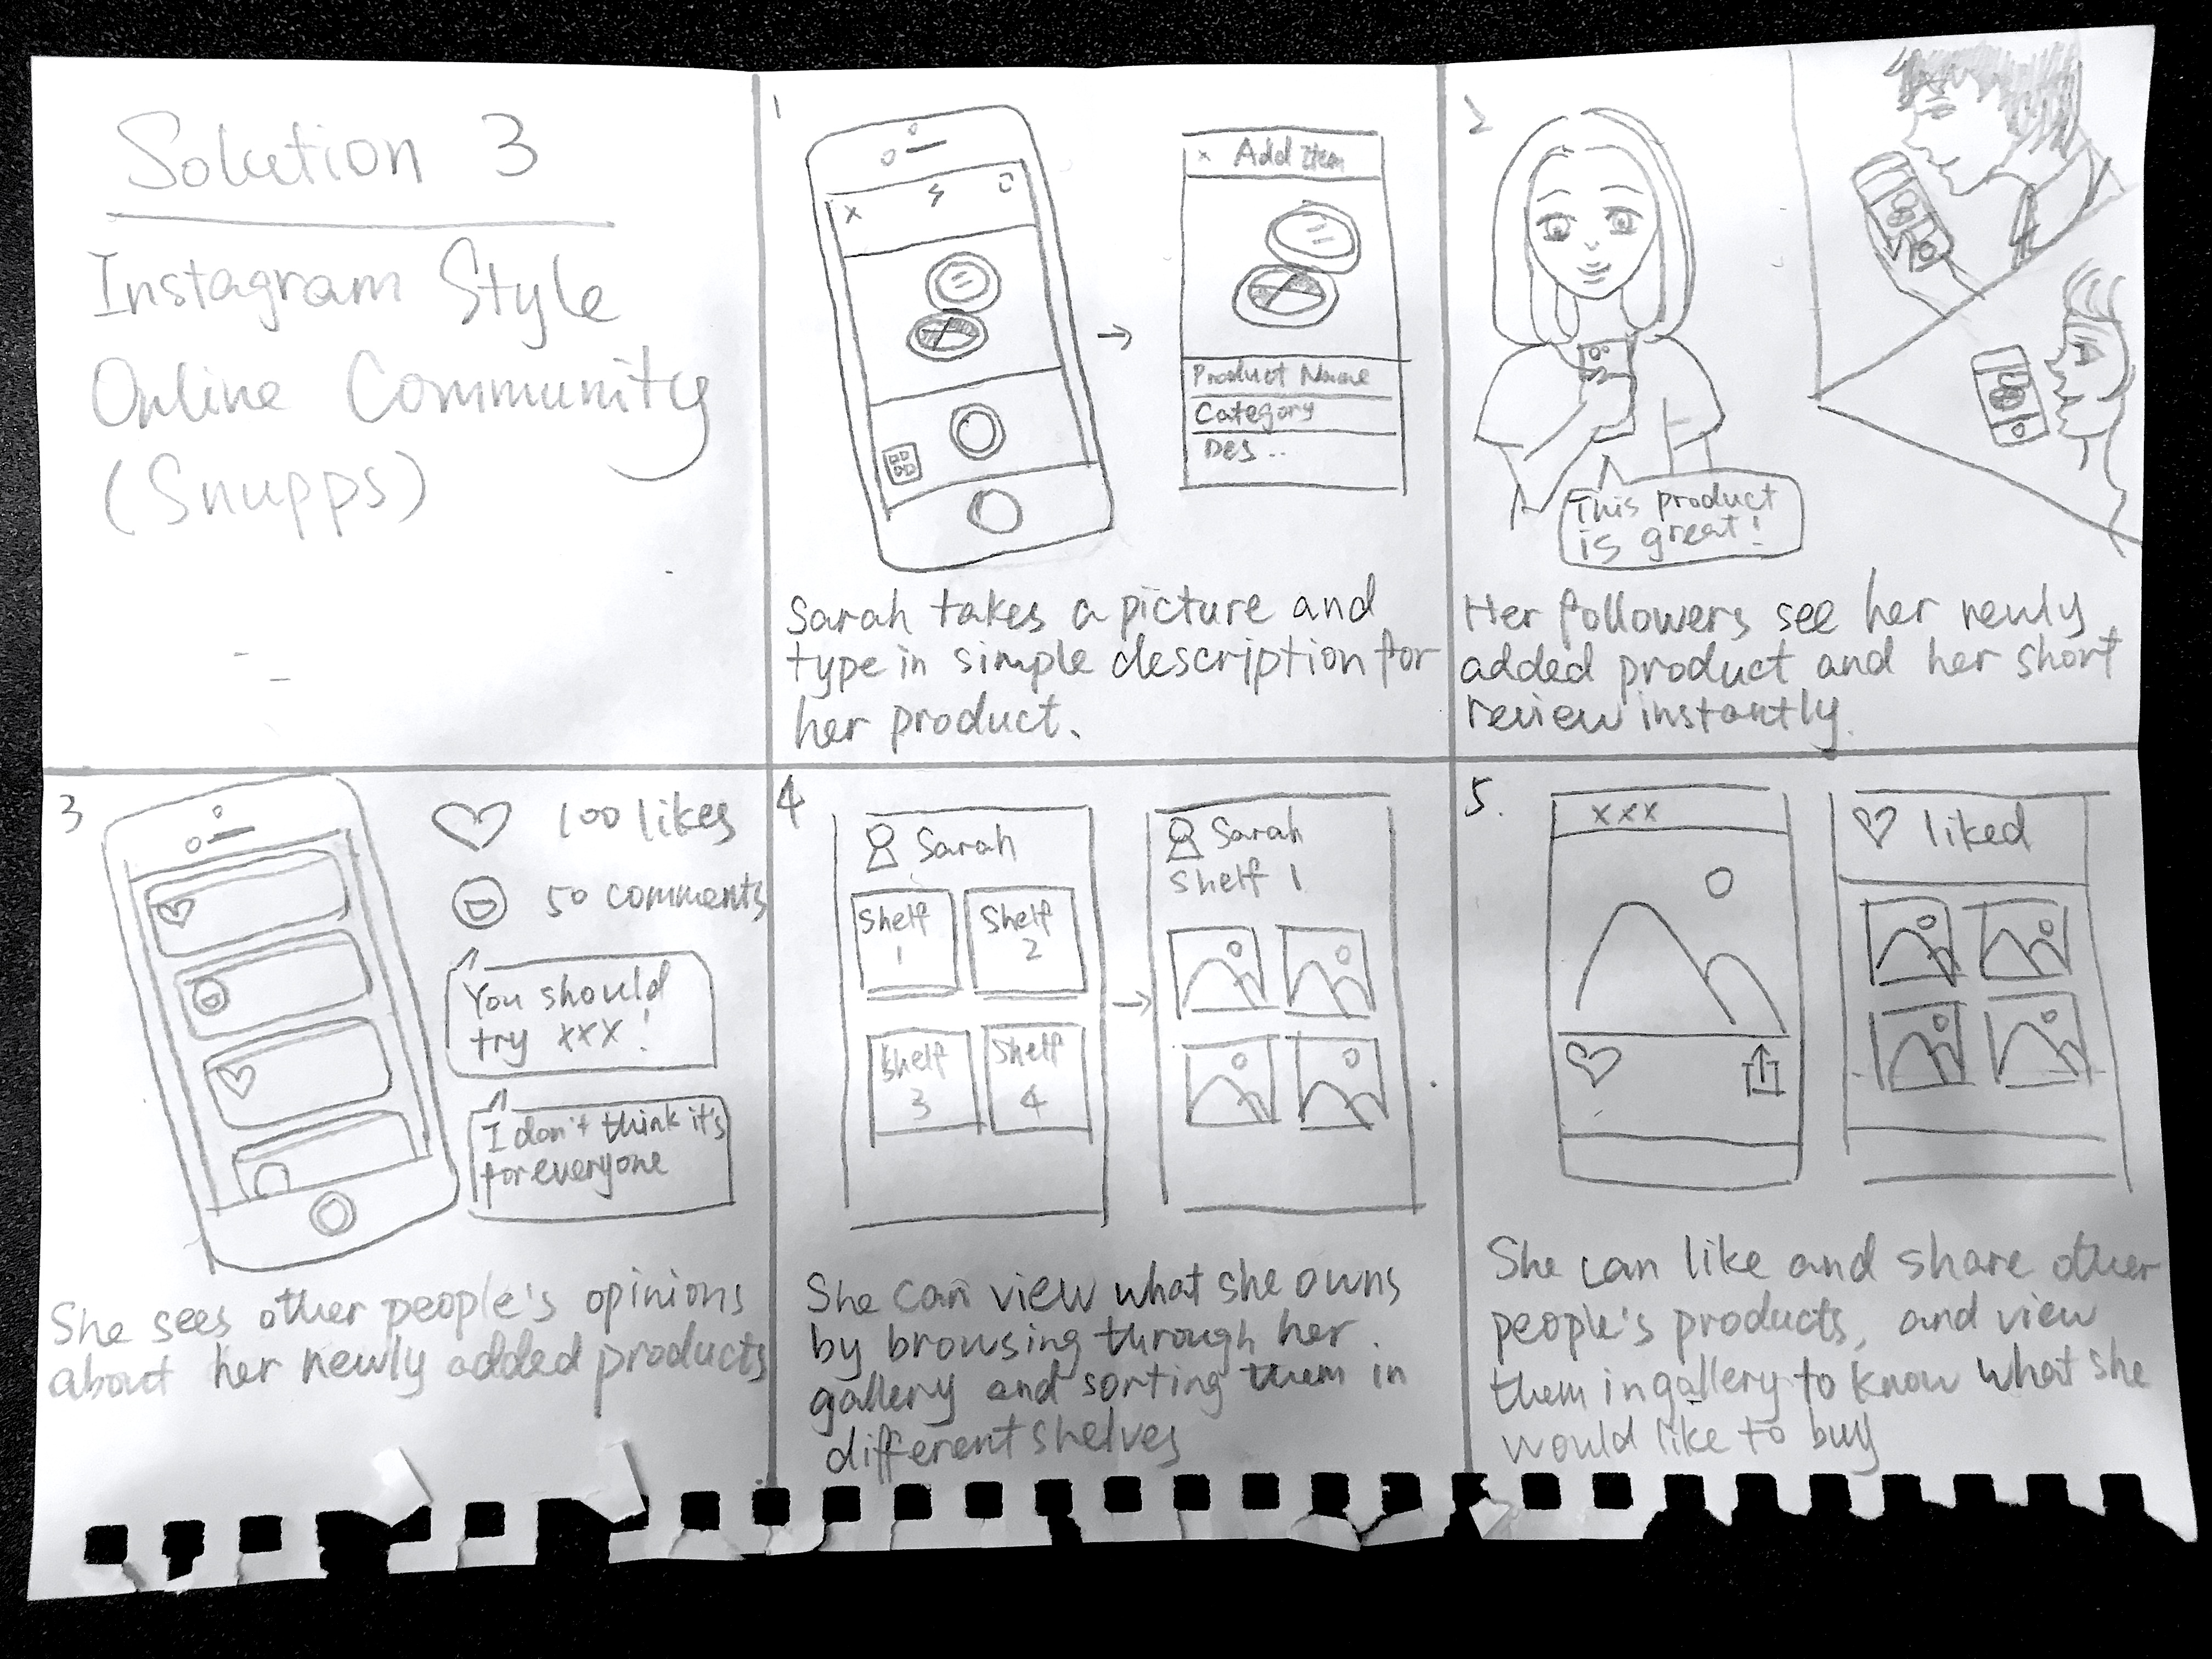 Solution 3
Instagram Style
Online Community
(Snupps)
1
x
Add Item
Product Name
Category
Des..
Sarah takes a picture and
type in simple description for
her product.
2
This product
is great!
Her followers see her newly
added product and her short
review instantly.
3
100 likes
50 comments
You should
try xxx!
I don't think it's
for everyone
She sees other people's opinions
about her newly added products
4
Sarah
Shelf
1
Shelf
2
Shelf
3
Shelf
4
Sarah
Shelf 1
She can view what she owns
by browsing through her
gallery and sorting them in
different shelves
5.
xxx
liked
She can like and share other
people's products, and view
them in gallery to know what she
would like to buy